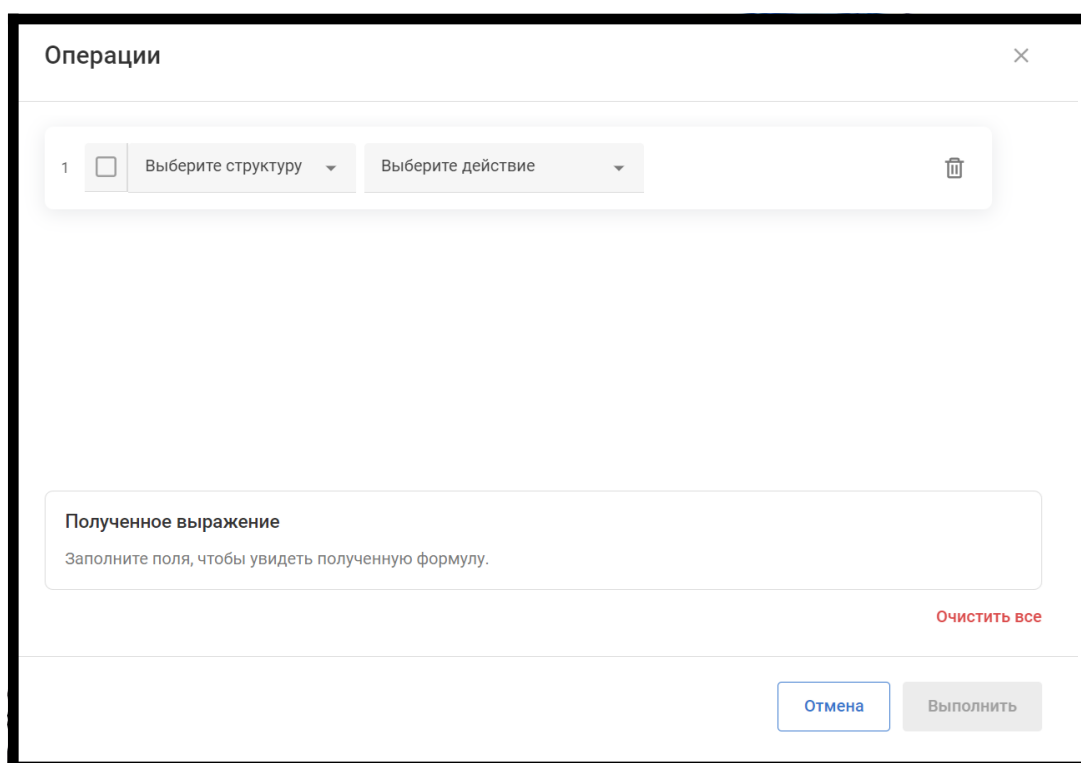 Операции
1 Выберите структуру Выберите действие
Полученное выражение
Заполните поля, чтобы увидеть полученную формулу.
Очистить все
Отмена Выполнить